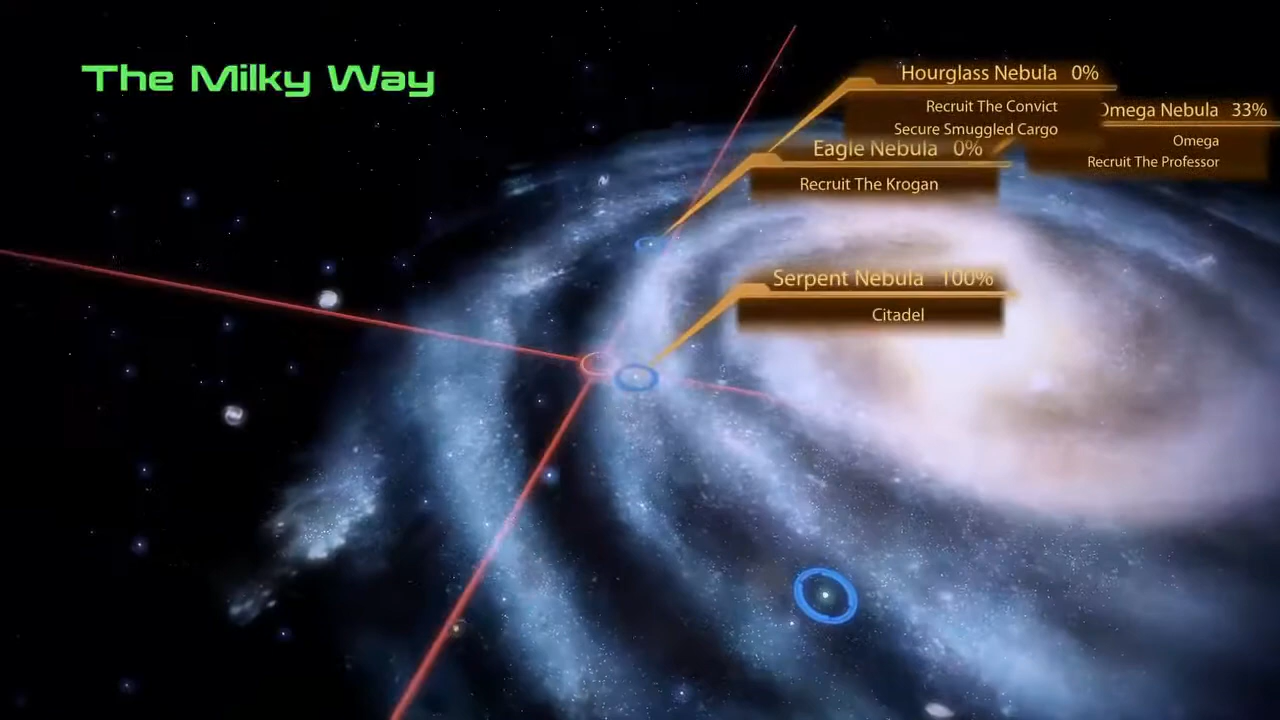 The Milky Way
Hourglass Nebula 0%
Recruit The Convict
Secure Smuggled Cargo
Omega Nebula 33%
Omega
Recruit The Professor
Eagle Nebula 0%
Recruit The Krogan
Serpent Nebula 100%
Citadel